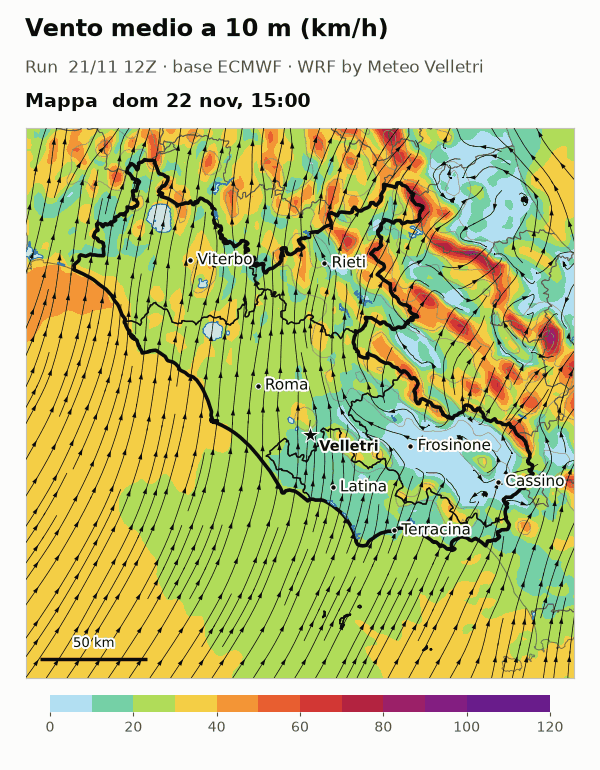 Vento medio a 10 m (km/h)
Run 21/11 12Z · base ECMWF · WRF by Meteo Velletri
Mappa dom 22 nov, 15:00
Viterbo
Rieti
Roma
Velletri
Frosinone
Cassino
Latina
Terracina
50 km
0 20 40 60 80 100 120